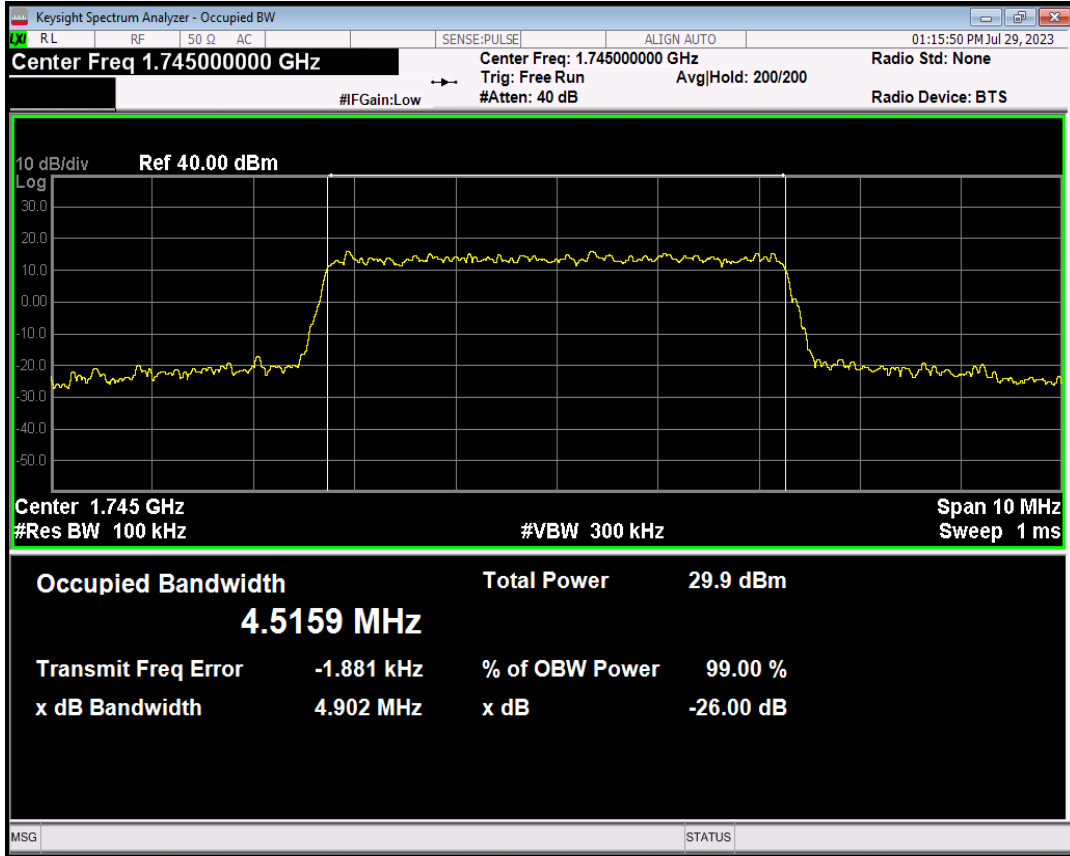 Keysight Spectrum Analyzer - Occupied BW
LXI RL RF 50 Ω AC SENSE:PULSE ALIGN AUTO 01:15:50 PM Jul 29, 2023
Center Freq 1.745000000 GHz
Center Freq: 1.745000000 GHz
Radio Std: None
Trig: Free Run
Avg|Hold: 200/200
#IFGain:Low
#Atten: 40 dB
Radio Device: BTS
10 dB/div Ref 40.00 dBm
Log
30.0
20.0
10.0
0.00
-10.0
-20.0
-30.0
-40.0
-50.0
Center 1.745 GHz Span 10 MHz
#Res BW 100 kHz #VBW 300 kHz Sweep 1 ms
Occupied Bandwidth Total Power 29.9 dBm
4.5159 MHz
Transmit Freq Error -1.881 kHz % of OBW Power 99.00 %
x dB Bandwidth 4.902 MHz x dB -26.00 dB
MSG STATUS